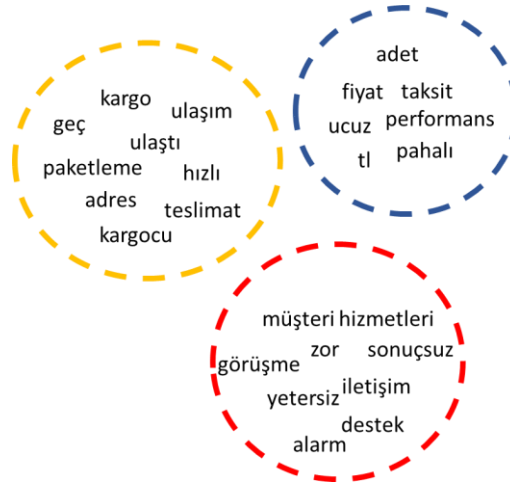 kargo
ulaşım
geç
ulaştı
paketleme
hızlı
adres
teslimat
kargocu
adet
fiyat taksit
ucuz performans
tl pahalı
müşteri hizmetleri
zor sonuçsuz
görüşme
iletişim
yetersiz
destek
alarm